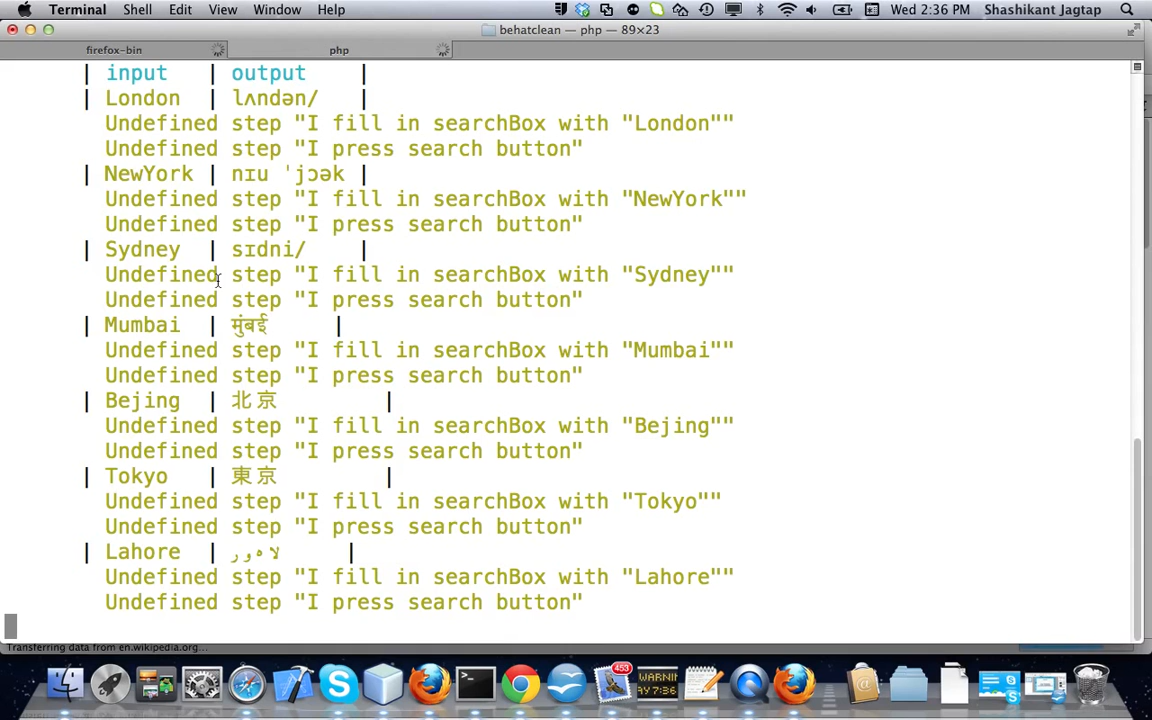 Terminal Shell Edit View Window Help Wed 2:36 PM Shashikant Jagtap
behatclean — php — 89×23
firefox-bin php
| input | output |
| London | lʌndən/ |
Undefined step "I fill in searchBox with "London""
Undefined step "I press search button"
| NewYork | nɪu ˈjɔək |
Undefined step "I fill in searchBox with "NewYork""
Undefined step "I press search button"
| Sydney | sɪdni/ |
Undefined step "I fill in searchBox with "Sydney""
Undefined step "I press search button"
| Mumbai | मुंबई |
Undefined step "I fill in searchBox with "Mumbai""
Undefined step "I press search button"
| Bejing | 北京 |
Undefined step "I fill in searchBox with "Bejing""
Undefined step "I press search button"
| Tokyo | 東京 |
Undefined step "I fill in searchBox with "Tokyo""
Undefined step "I press search button"
| Lahore | لاہور |
Undefined step "I fill in searchBox with "Lahore""
Undefined step "I press search button"
Transferring data from en.wikipedia.org...
453
WARNIN
AY 7:36